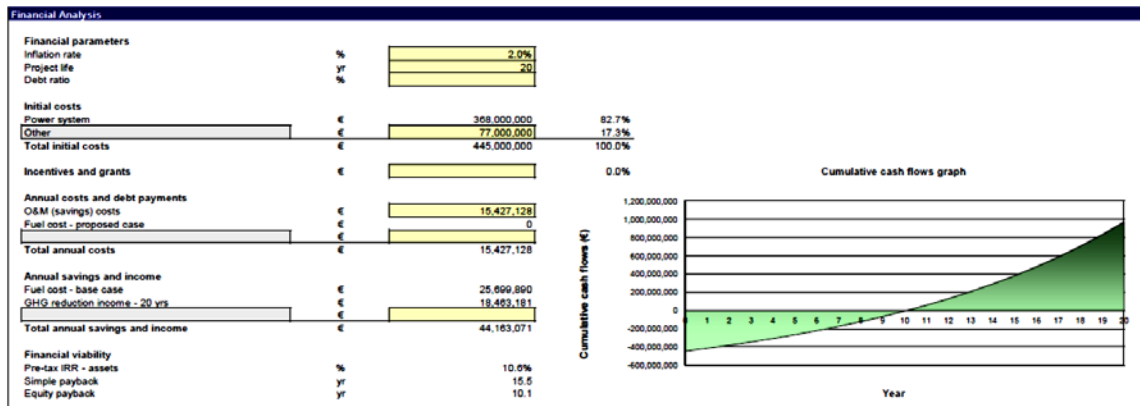 Financial Analysis
Financial parameters
Inflation rate % 2.0%
Project life yr 20
Debt ratio %
Initial costs
Power system € 368,000,000 82.7%
Other € 77,000,000 17.3%
Total initial costs € 445,000,000 100.0%
Incentives and grants € 0.0%
Annual costs and debt payments
O&M (savings) costs € 15,427,128
Fuel cost - proposed case € 0
€
Total annual costs € 15,427,128
Annual savings and income
Fuel cost - base case € 25,699,890
GHG reduction income - 20 yrs € 18,463,181
€
Total annual savings and income € 44,163,071
Financial viability
Pre-tax IRR - assets % 10.6%
Simple payback yr 15.5
Equity payback yr 10.1
Cumulative cash flows graph
Cumulative cash flows (€)
1,200,000,000
1,000,000,000
800,000,000
600,000,000
400,000,000
200,000,000
0
-200,000,000
-400,000,000
-600,000,000
0 1 2 3 4 5 6 7 8 9 10 11 12 13 14 15 16 17 18 19 20
Year